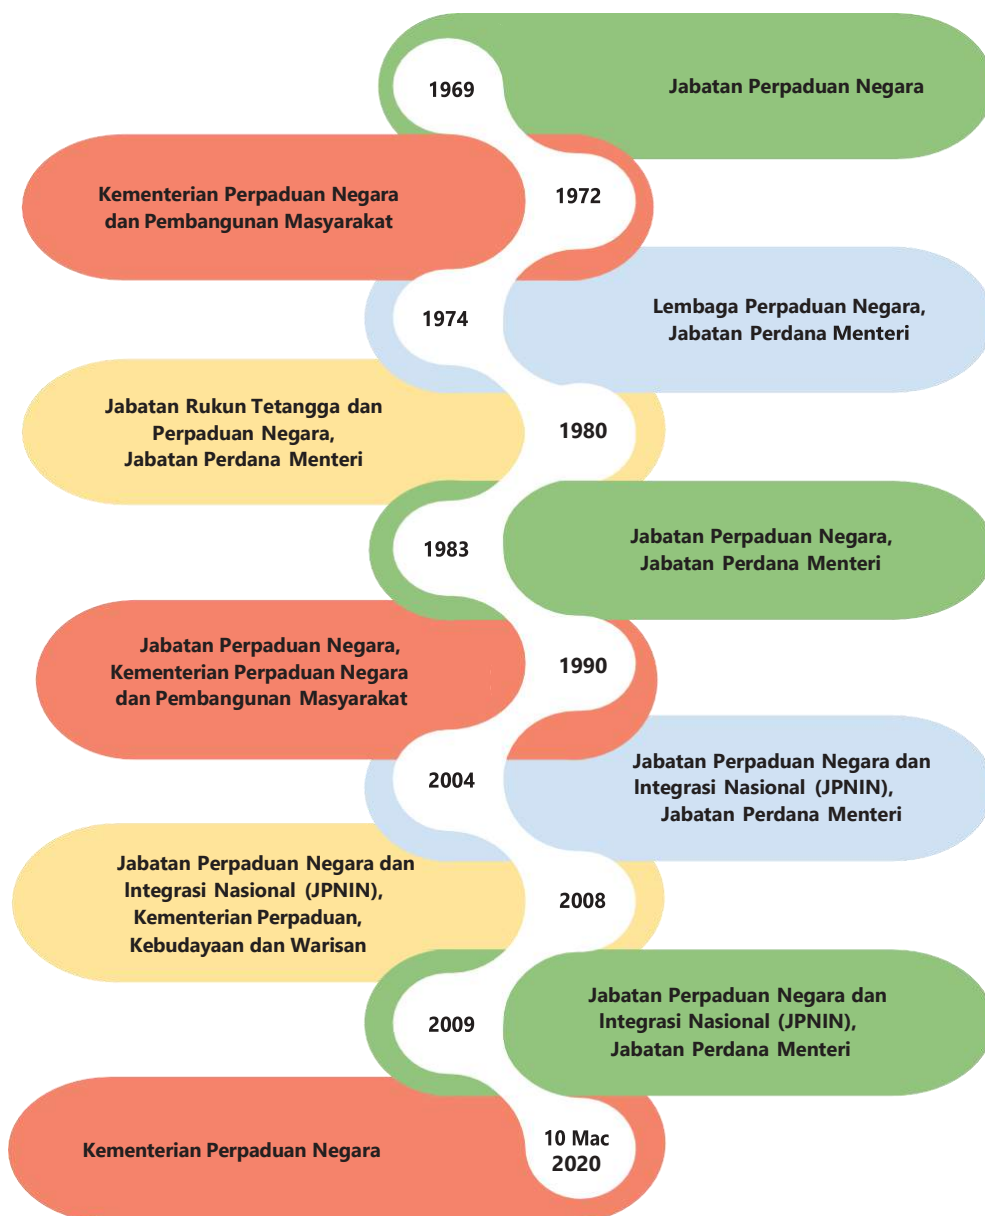 1969
Jabatan Perpaduan Negara
Kementerian Perpaduan Negara
dan Pembangunan Masyarakat
1972
1974
Lembaga Perpaduan Negara,
Jabatan Perdana Menteri
Jabatan Rukun Tetangga dan
Perpaduan Negara,
Jabatan Perdana Menteri
1980
1983
Jabatan Perpaduan Negara,
Jabatan Perdana Menteri
Jabatan Perpaduan Negara,
Kementerian Perpaduan Negara
dan Pembangunan Masyarakat
1990
2004
Jabatan Perpaduan Negara dan
Integrasi Nasional (JPNIN),
Jabatan Perdana Menteri
Jabatan Perpaduan Negara dan
Integrasi Nasional (JPNIN),
Kementerian Perpaduan,
Kebudayaan dan Warisan
2008
2009
Jabatan Perpaduan Negara dan
Integrasi Nasional (JPNIN),
Jabatan Perdana Menteri
Kementerian Perpaduan Negara
10 Mac
2020